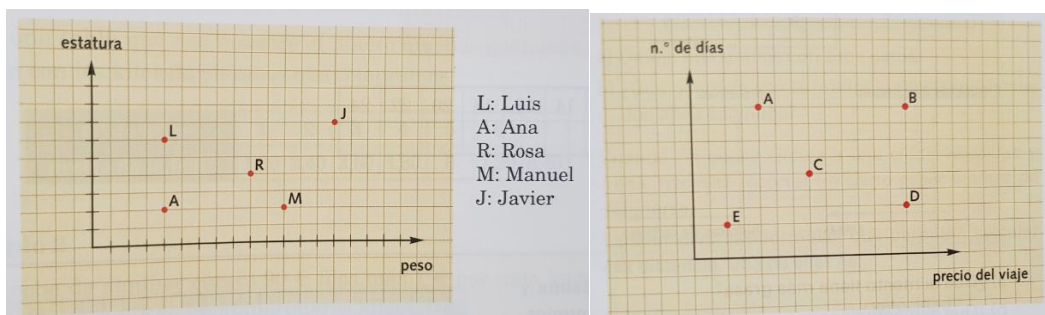 estatura
L
J
R
A
M
peso
L: Luis
A: Ana
R: Rosa
M: Manuel
J: Javier
n.° de días
A
B
C
D
E
precio del viaje